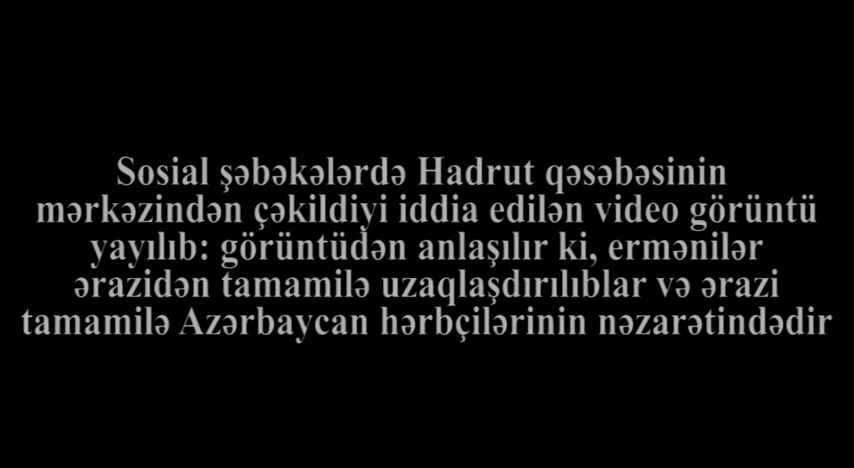 Sosial şəbəkələrdə Hadrut qəsəbəsinin
mərkəzindən çəkildiyi iddia edilən video görüntü
yayılıb: görüntüdən anlaşılır ki, ermənilər
ərazidən tamamilə uzaqlaşdırılıblar və ərazi
tamamilə Azərbaycan hərbçilərinin nəzarətindədir